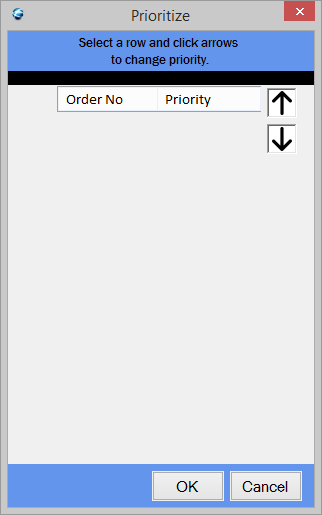 Prioritize
Select a row and click arrows
to change priority.
Order No Priority
OK Cancel